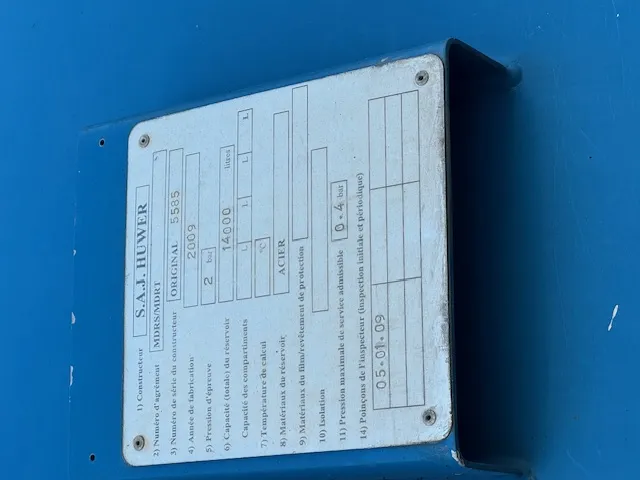 1) Constructeur S.A.J. HUWER
2) Numéro d'agrément MDRS/MDRT
3) Numéro de série du constructeur ORIGINAL 5585
4) Année de fabrication 2009
5) Pression d'épreuve 2 bar
6) Capacité (totale) du réservoir 14000 litres
Capacité des compartiments L L L L
7) Température de calcul °C
8) Matériaux du réservoir ACIER
9) Matériaux du film/revêtement de protection
10) Isolation
11) Pression maximale de service admissible 0.4 bar
14) Poinçons de l'inspecteur (inspection initiale et périodique)
05.01.09